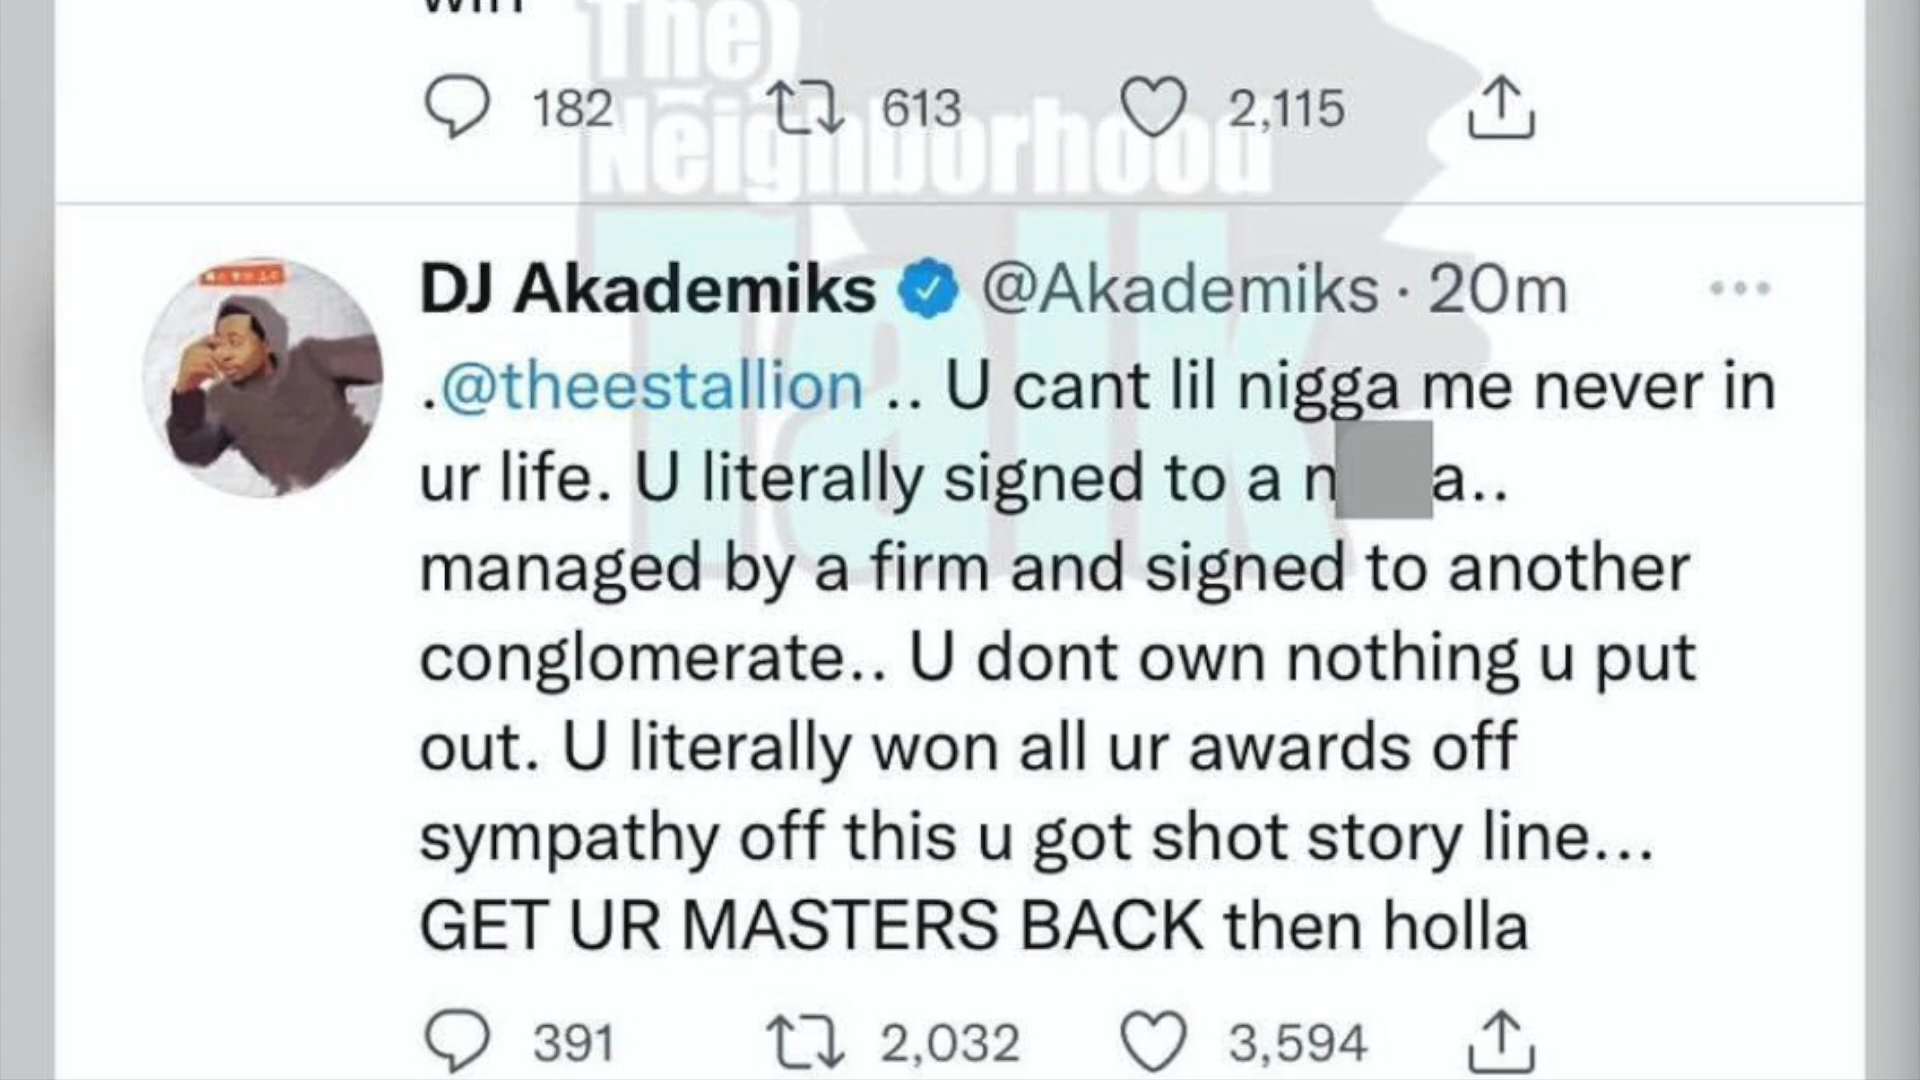 The
182 613 2,115
Neighborhood
Talk
DJ Akademiks @Akademiks · 20m
.@theestallion .. U cant lil nigga me never in
ur life. U literally signed to a n a..
managed by a firm and signed to another
conglomerate.. U dont own nothing u put
out. U literally won all ur awards off
sympathy off this u got shot story line...
GET UR MASTERS BACK then holla
391 2,032 3,594